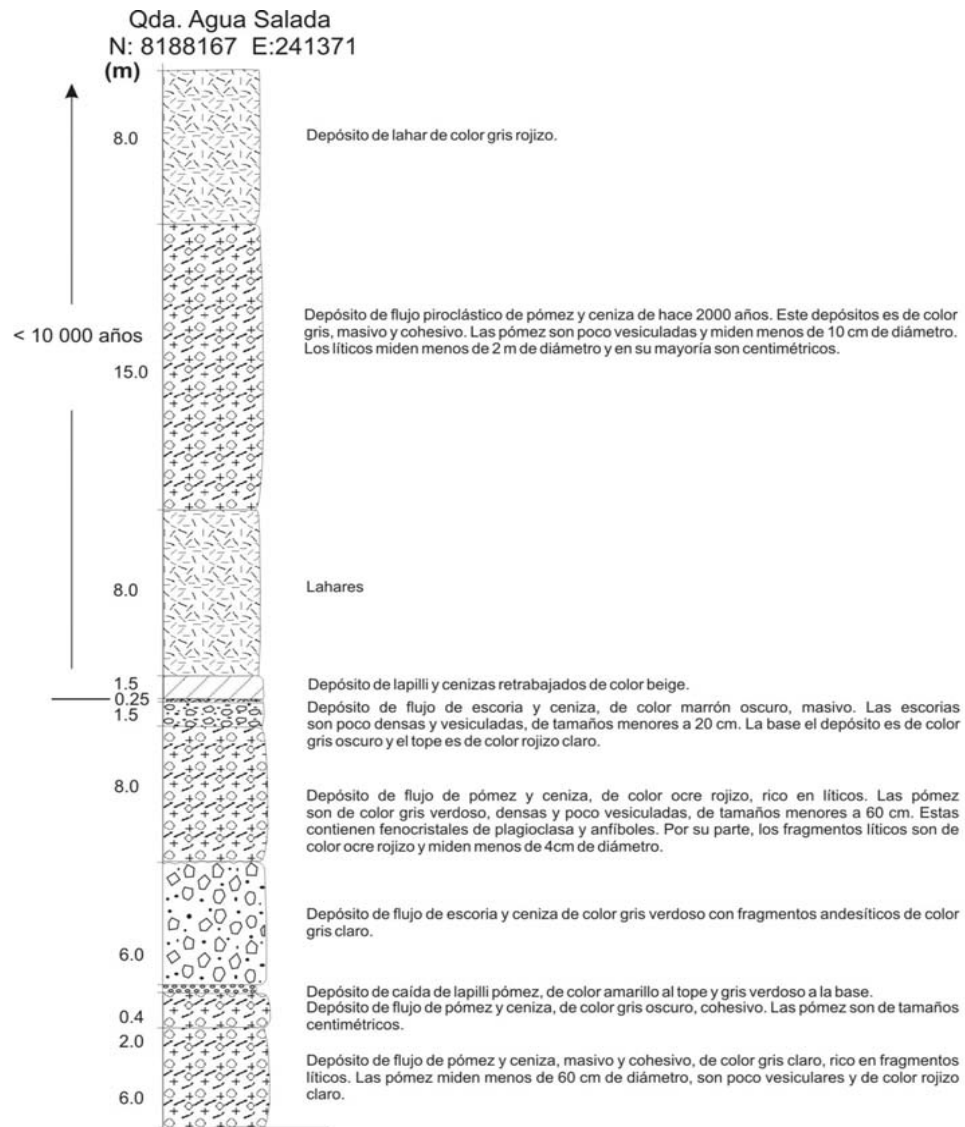 Qda. Agua Salada
N: 8188167 E:241371
(m)
8.0
Depósito de lahar de color gris rojizo.
Depósito de flujo piroclástico de pómez y ceniza de hace 2000 años. Este depósitos es de color
gris, masivo y cohesivo. Las pómez son poco vesiculadas y miden menos de 10 cm de diámetro.
Los líticos miden menos de 2 m de diámetro y en su mayoría son centimétricos.
< 10 000 años
15.0
8.0
Lahares
1.5
Depósito de lapilli y cenizas retrabajados de color beige.
0.25
1.5
Depósito de flujo de escoria y ceniza, de color marrón oscuro, masivo. Las escorias
son poco densas y vesiculadas, de tamaños menores a 20 cm. La base el depósito es de color
gris oscuro y el tope es de color rojizo claro.
8.0
Depósito de flujo de pómez y ceniza, de color ocre rojizo, rico en líticos. Las pómez
son de color gris verdoso, densas y poco vesiculadas, de tamaños menores a 60 cm. Estas
contienen fenocristales de plagioclasa y anfíboles. Por su parte, los fragmentos líticos son de
color ocre rojizo y miden menos de 4cm de diámetro.
Depósito de flujo de escoria y ceniza de color gris verdoso con fragmentos andesíticos de color
gris claro.
6.0
Depósito de caída de lapilli pómez, de color amarillo al tope y gris verdoso a la base.
0.4
Depósito de flujo de pómez y ceniza, de color gris oscuro, cohesivo. Las pómez son de tamaños
centimétricos.
2.0
Depósito de flujo de pómez y ceniza, masivo y cohesivo, de color gris claro, rico en fragmentos
líticos. Las pómez miden menos de 60 cm de diámetro, son poco vesiculares y de color rojizo
claro.
6.0